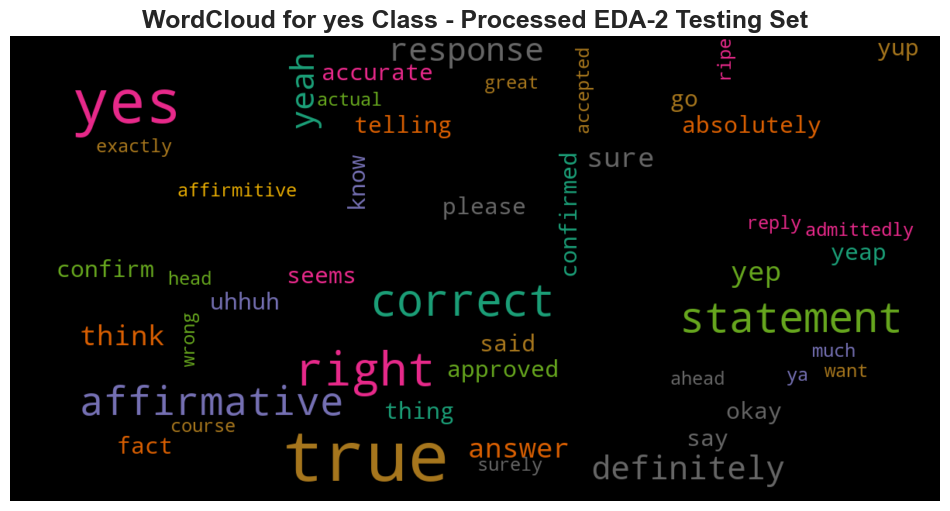 WordCloud for yes Class - Processed EDA-2 Testing Set
response
yup
ripe
yeah
accurate
great
accepted
yes
actual
go
telling
absolutely
exactly
sure
know
confirmed
affirmitive
please
reply
admittedly
yeap
confirm
head
seems
yep
uhhuh
correct
statement
think
wrong
said
much
right
approved
ahead
ya
want
affirmative
thing
okay
course
fact
true
answer
say
surely
definitely